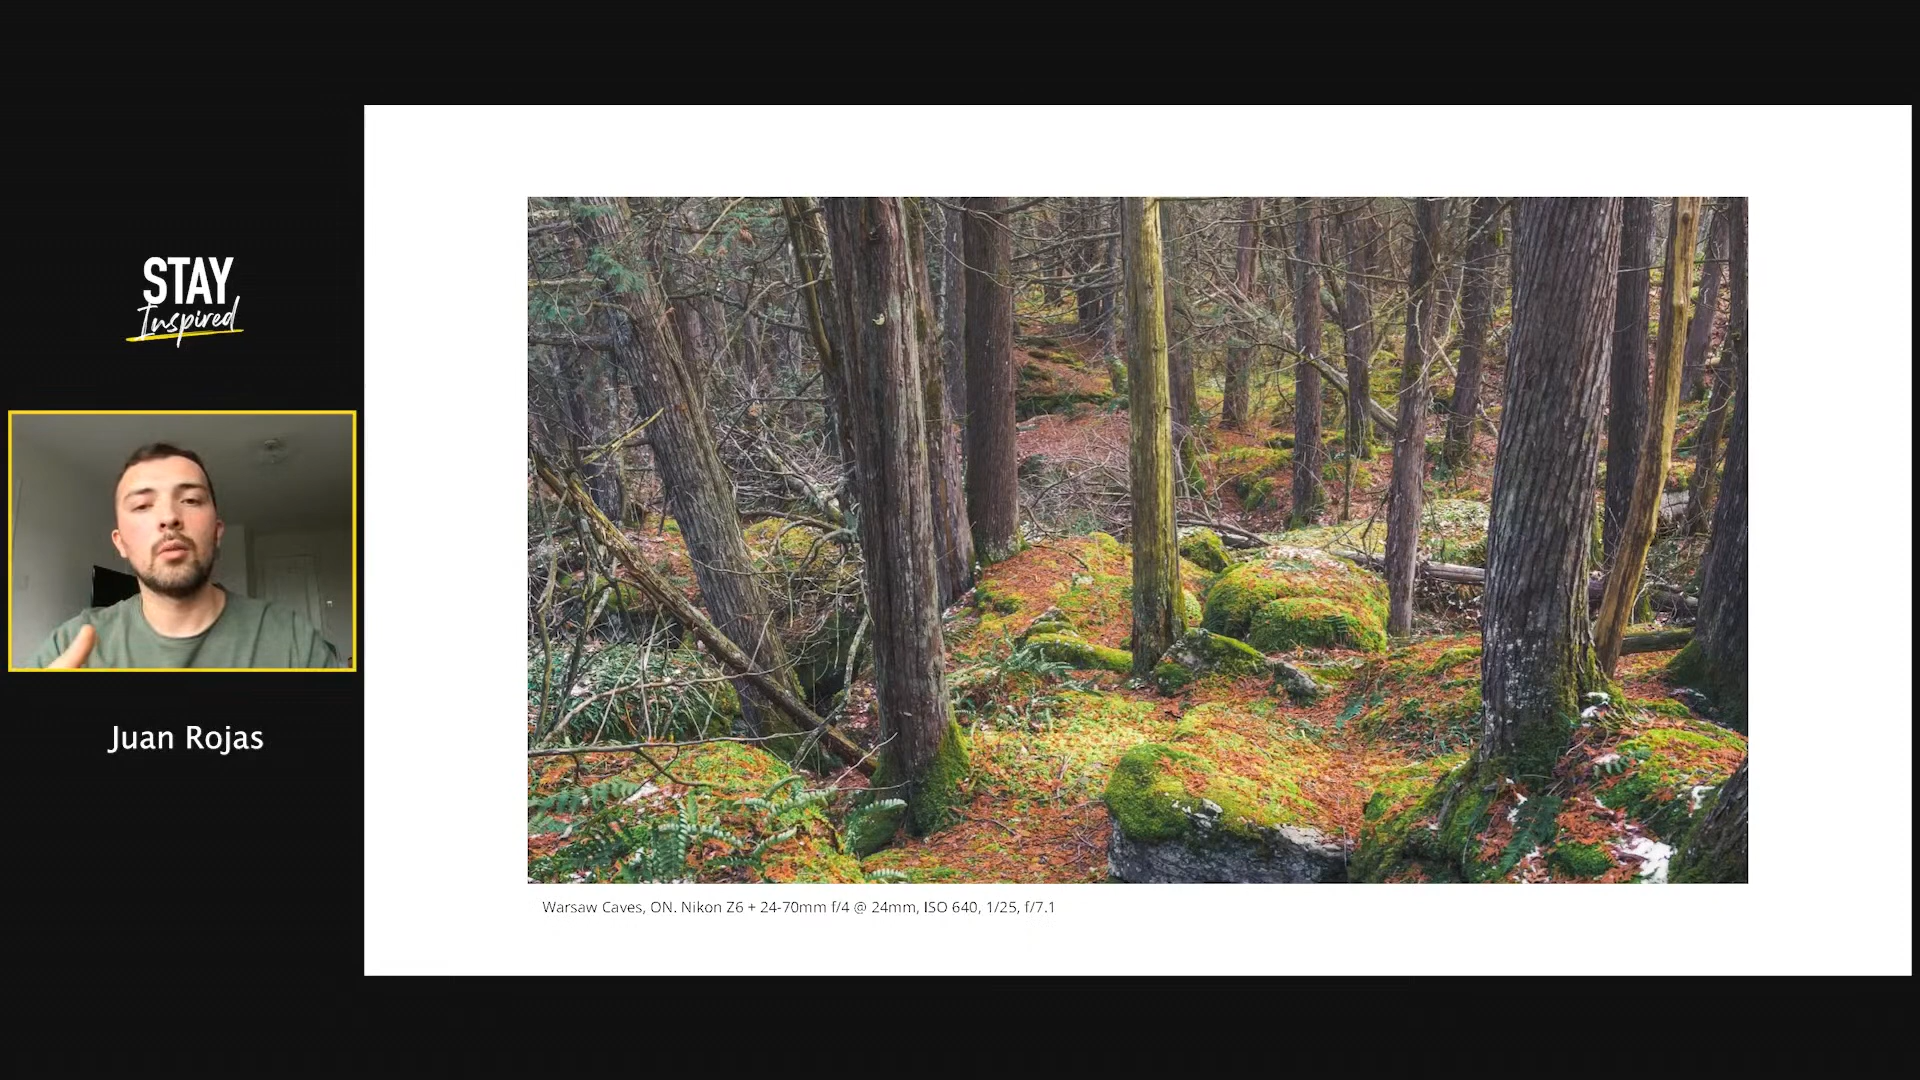 STAY
Inspired
Juan Rojas
Warsaw Caves, ON. Nikon Z6 + 24-70mm f/4 @ 24mm, ISO 640, 1/25, f/7.1